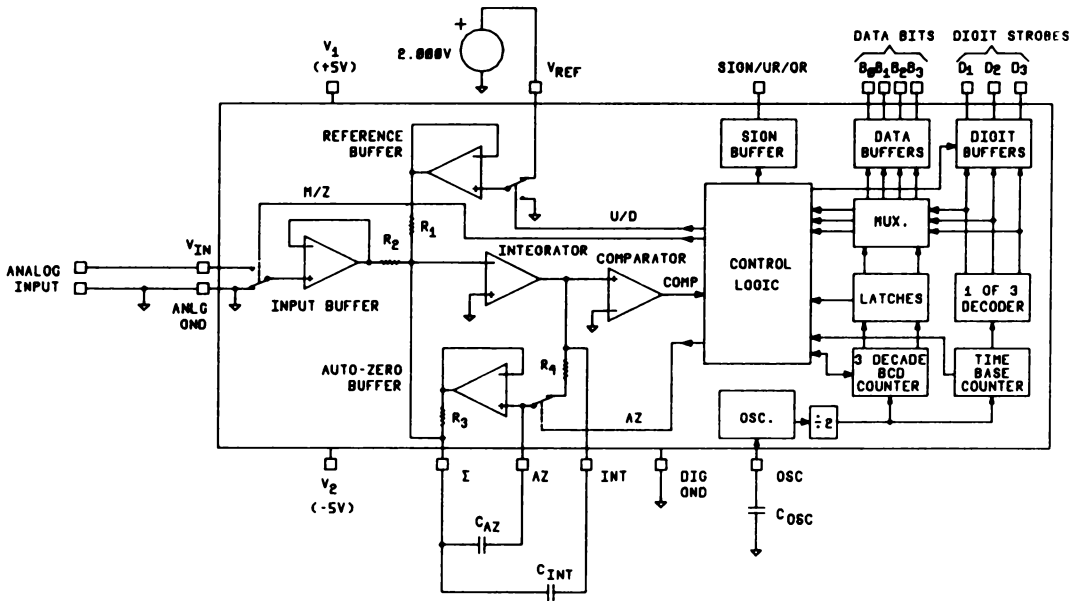 V1
(+5V)
+
2.000V
VREF
SIGN/UR/OR
DATA BITS
B0 B1 B2 B3
DIGIT STROBES
D1 D2 D3
REFERENCE
BUFFER
SIGN
BUFFER
DATA
BUFFERS
DIGIT
BUFFERS
M/Z
R1
U/D
MUX.
VIN
R2
INTEGRATOR
COMPARATOR
COMP
CONTROL
LOGIC
ANALOG
INPUT
INPUT BUFFER
ANLG
GND
LATCHES
1 OF 3
DECODER
AUTO-ZERO
BUFFER
R4
R3
AZ
3 DECADE
BCD
COUNTER
TIME
BASE
COUNTER
OSC.
÷2
V2
(-5V)
Σ
AZ
INT
DIG
GND
OSC
CAZ
COSC
CINT